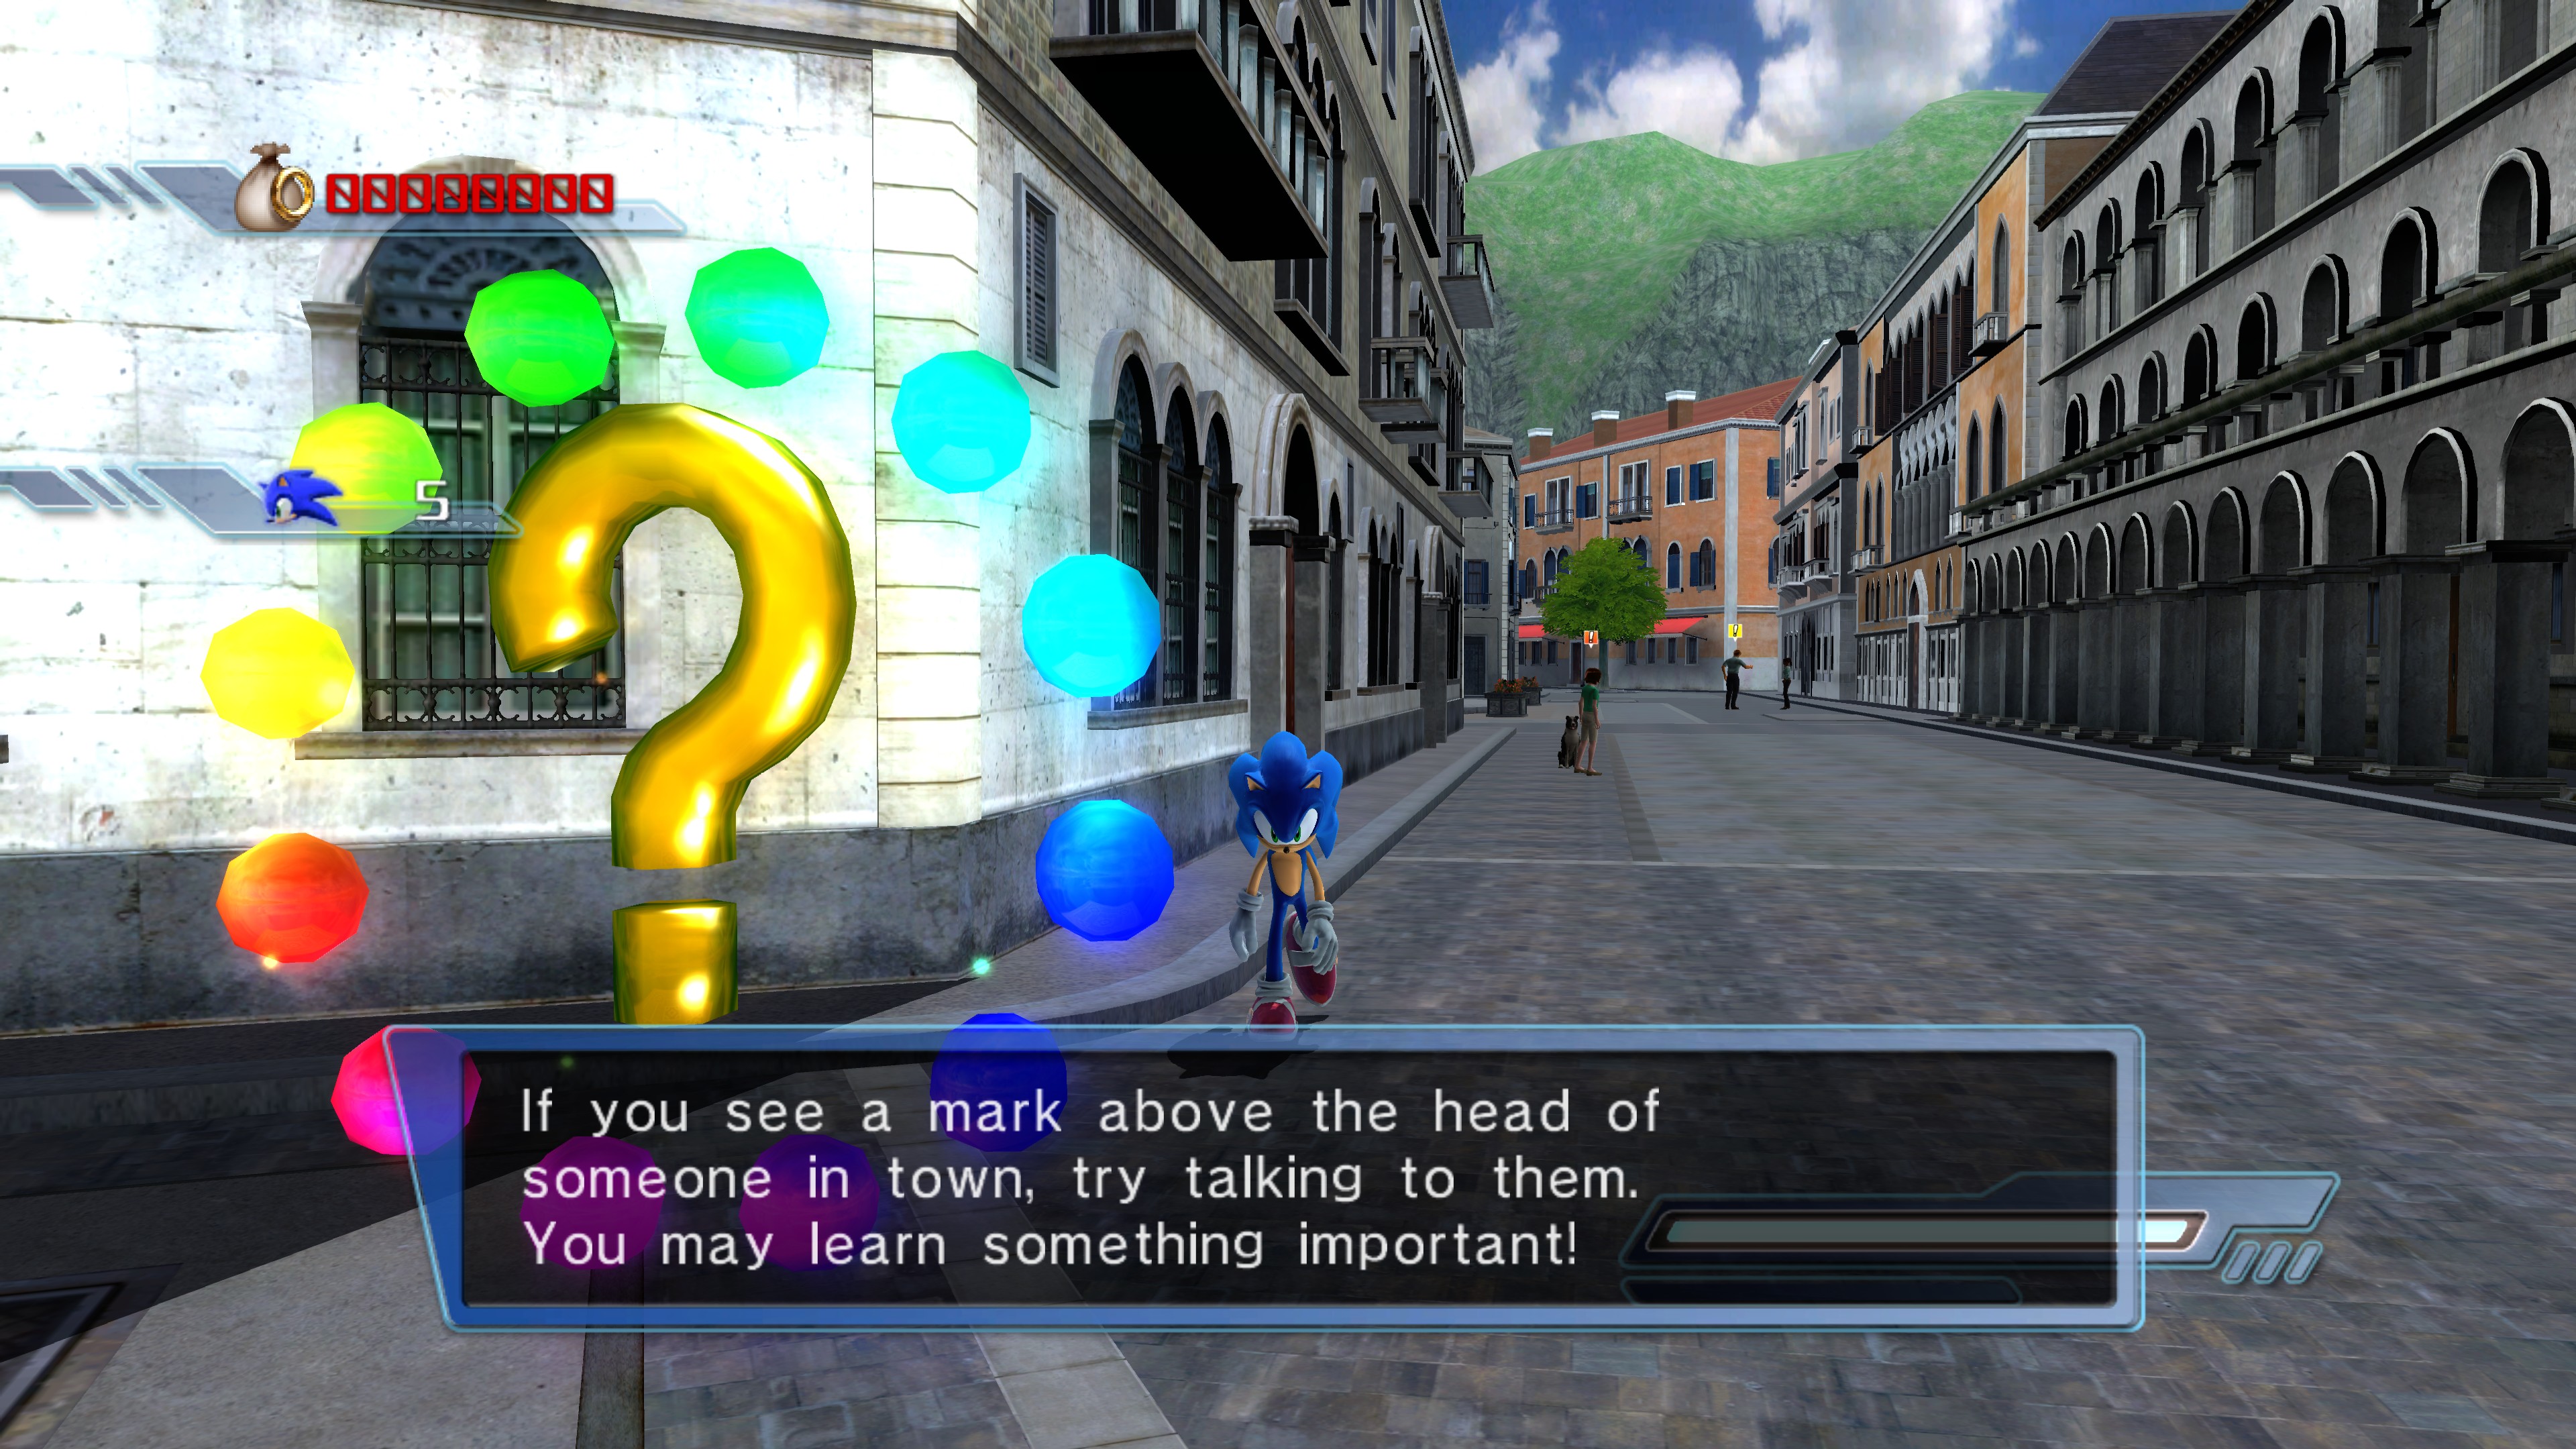 00000000
5
If you see a mark above the head of
someone in town, try talking to them.
You may learn something important!